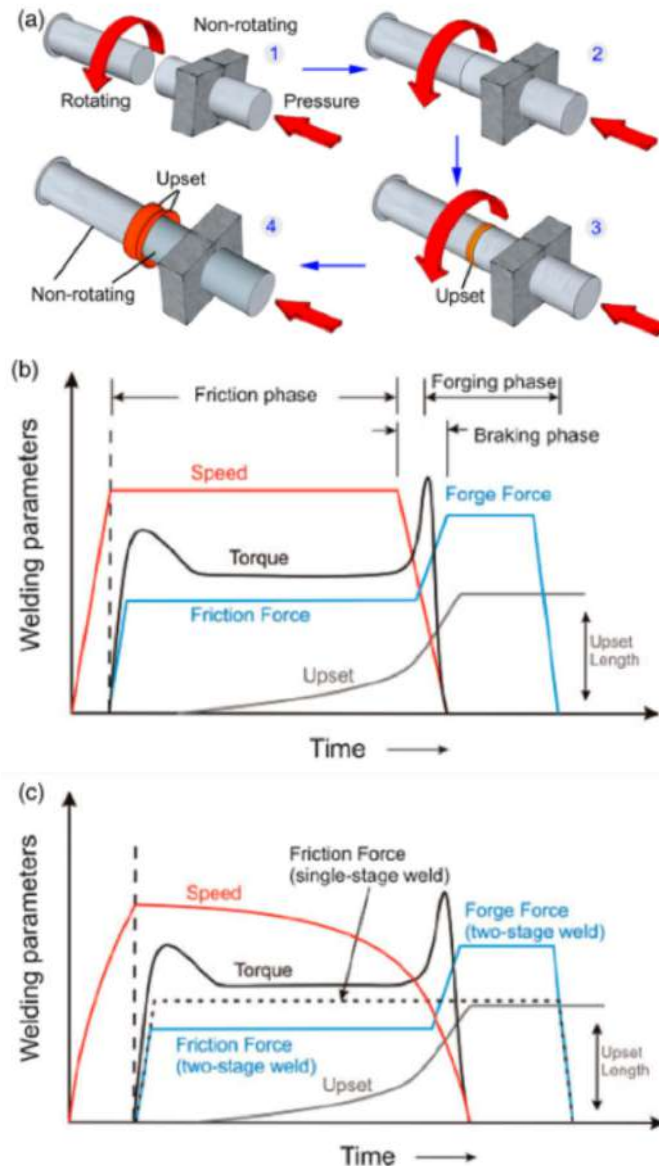 (a)
Non-rotating
1
2
Rotating
Pressure
Upset
4
3
Non-rotating
Upset
(b)
Friction phase
Forging phase
Braking phase
Speed
Forge Force
Torque
Friction Force
Upset
Upset
Length
Welding parameters
Time
(c)
Friction Force
(single-stage weld)
Speed
Forge Force
(two-stage weld)
Torque
Friction Force
(two-stage weld)
Upset
Upset
Length
Welding parameters
Time